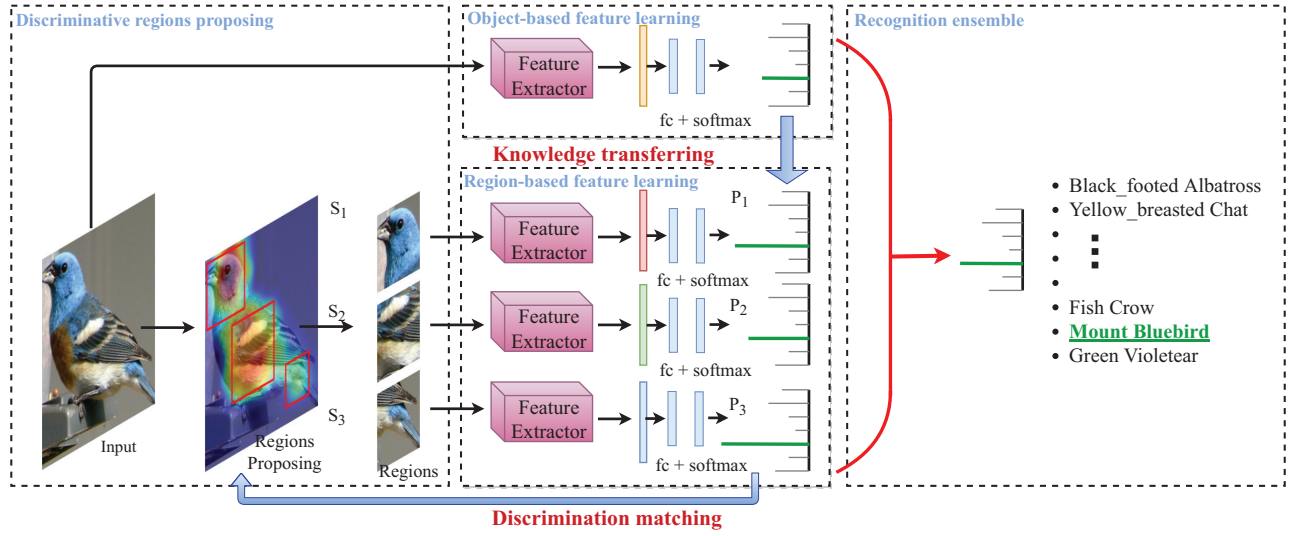 Discriminative regions proposing
Object-based feature learning
Recognition ensemble
Feature
Extractor
fc + softmax
Knowledge transferring
Region-based feature learning
S1
P1
Feature
Extractor
fc + softmax
S2
P2
Feature
Extractor
fc + softmax
S3
P3
Feature
Extractor
fc + softmax
Input
Regions
Proposing
Regions
Discrimination matching
• Black_footed Albatross
• Yellow_breasted Chat
•
•
•
• Fish Crow
• Mount Bluebird
• Green Violetear